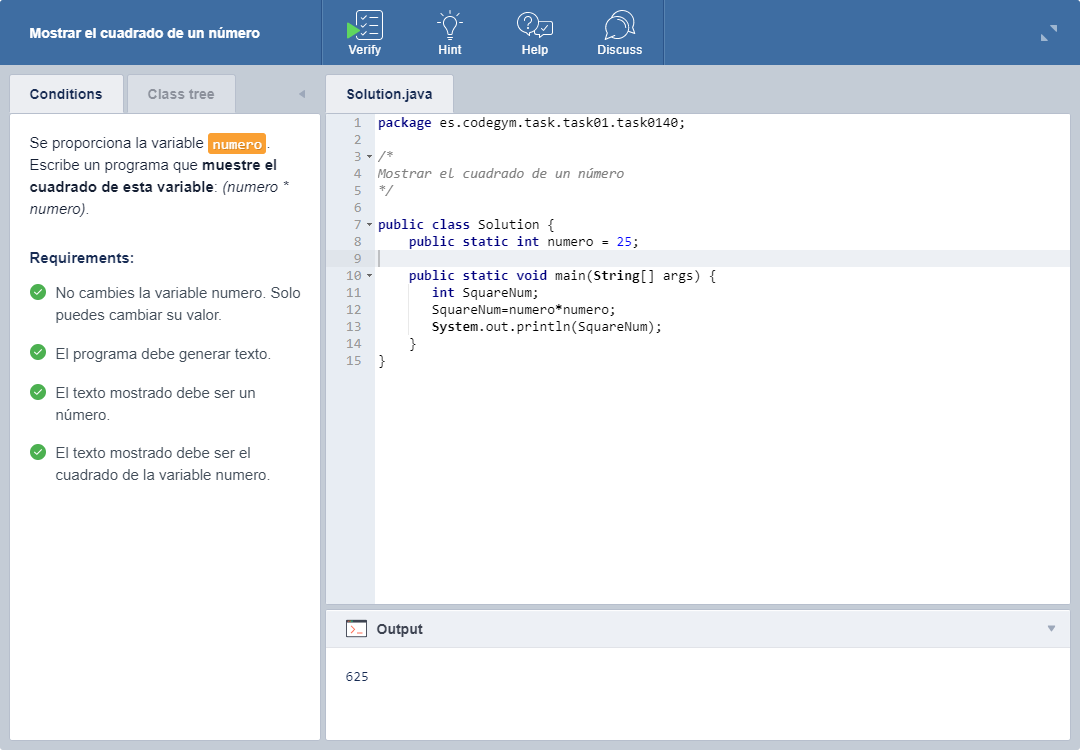 Mostrar el cuadrado de un número
Verify
Hint
Help
Discuss
Conditions
Class tree
Se proporciona la variable numero.
Escribe un programa que muestre el
cuadrado de esta variable: (numero *
numero).
Requirements:
No cambies la variable numero. Solo
puedes cambiar su valor.
El programa debe generar texto.
El texto mostrado debe ser un
número.
El texto mostrado debe ser el
cuadrado de la variable numero.
Solution.java
1 package es.codegym.task.task01.task0140;
2
3 /*
4 Mostrar el cuadrado de un número
5 */
6
7 public class Solution {
8     public static int numero = 25;
9
10     public static void main(String[] args) {
11        int SquareNum;
12        SquareNum=numero*numero;
13        System.out.println(SquareNum);
14     }
15 }
Output
625